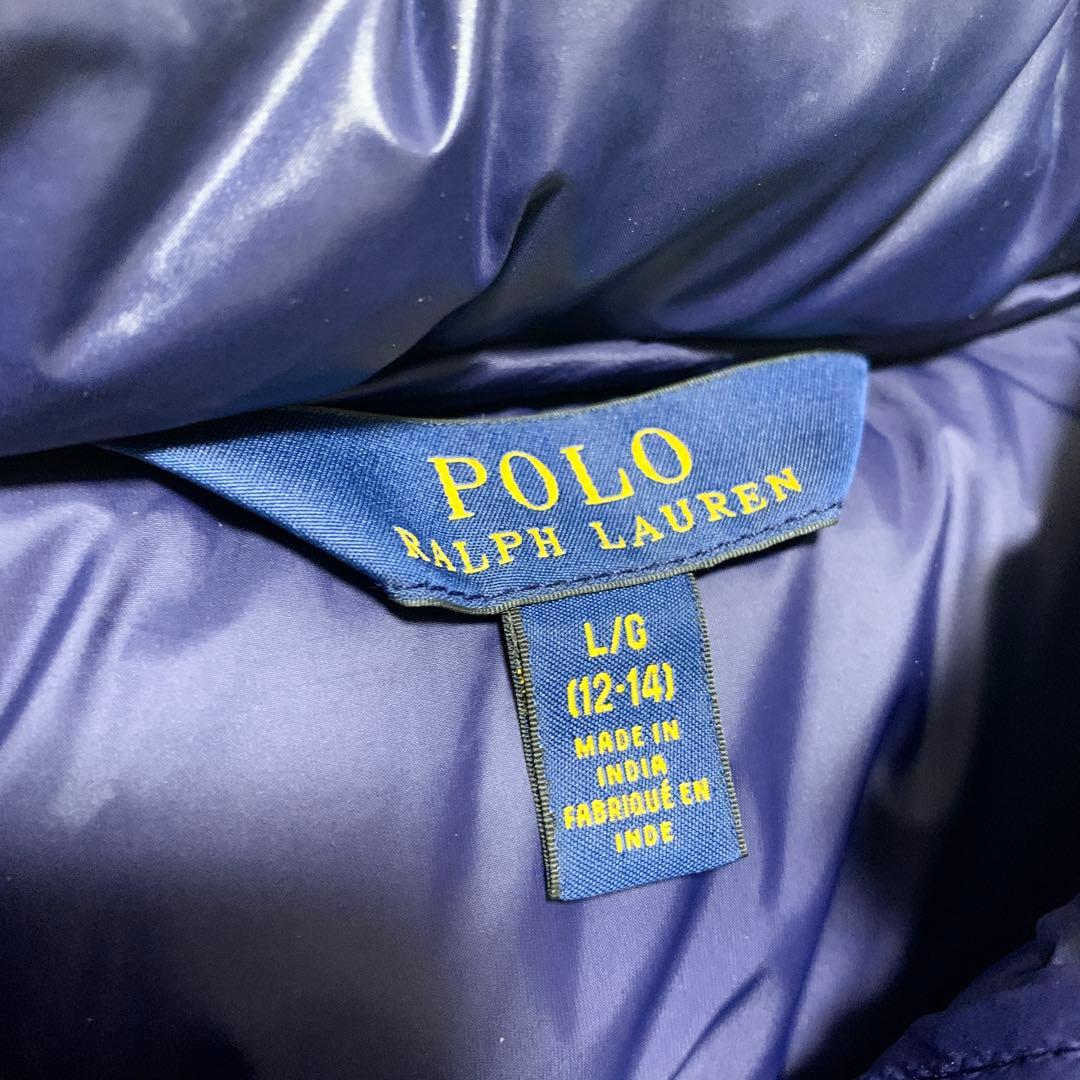 POLO
RALPH LAUREN
L/G
(12-14)
MADE IN
INDIA
FABRIQUÉ EN
INDE